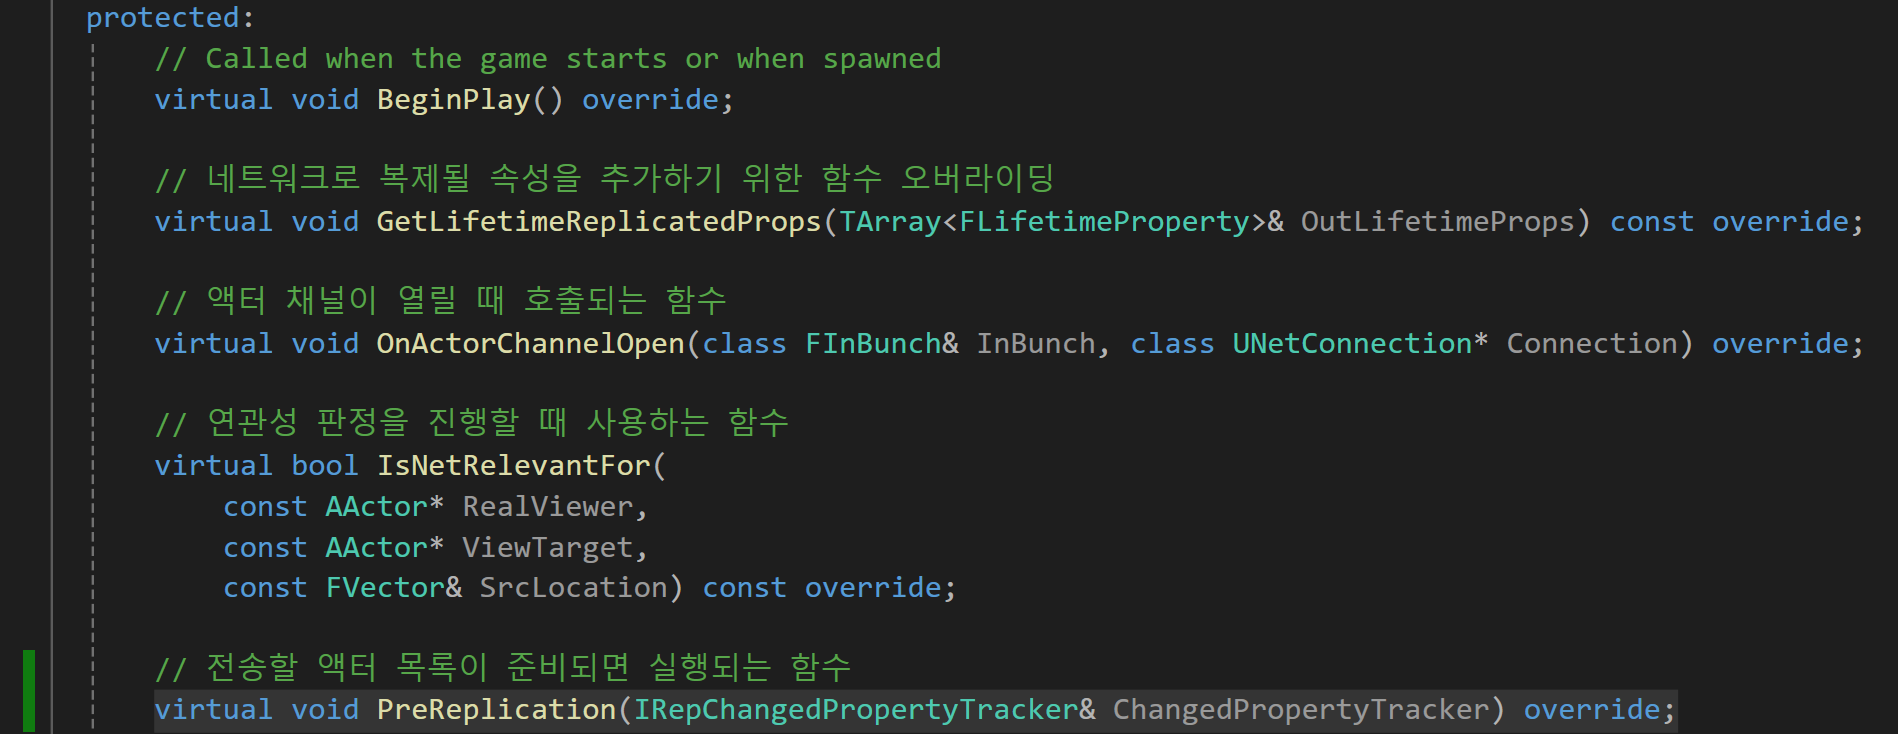 protected:
// Called when the game starts or when spawned
virtual void BeginPlay() override;
// 네트워크로 복제될 속성을 추가하기 위한 함수 오버라이딩
virtual void GetLifetimeReplicatedProps(TArray<FLifetimeProperty>& OutLifetimeProps) const override;
// 액터 채널이 열릴 때 호출되는 함수
virtual void OnActorChannelOpen(class FInBunch& InBunch, class UNetConnection* Connection) override;
// 연관성 판정을 진행할 때 사용하는 함수
virtual bool IsNetRelevantFor(
const AActor* RealViewer,
const AActor* ViewTarget,
const FVector& SrcLocation) const override;
// 전송할 액터 목록이 준비되면 실행되는 함수
virtual void PreReplication(IRepChangedPropertyTracker& ChangedPropertyTracker) override;